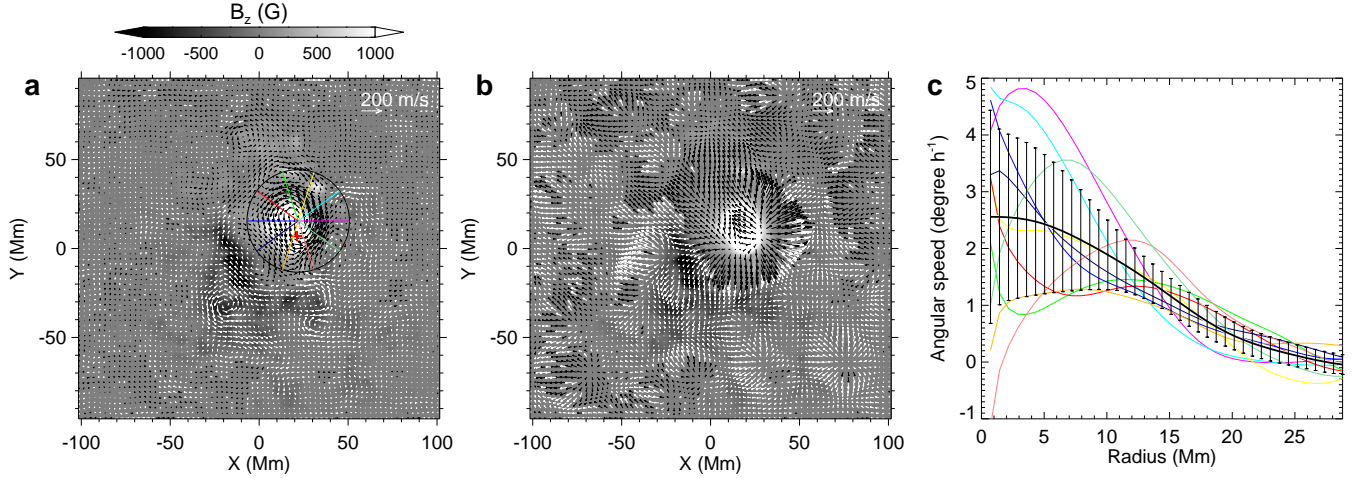 B_z (G)
-1000 -500 0 500 1000
a
200 m/s
50
0
-50
Y (Mm)
-100 -50 0 50 100
X (Mm)
b
200 m/s
50
0
-50
Y (Mm)
-100 -50 0 50 100
X (Mm)
c
5
4
3
2
1
0
-1
Angular speed (degree h⁻¹)
0 5 10 15 20 25
Radius (Mm)